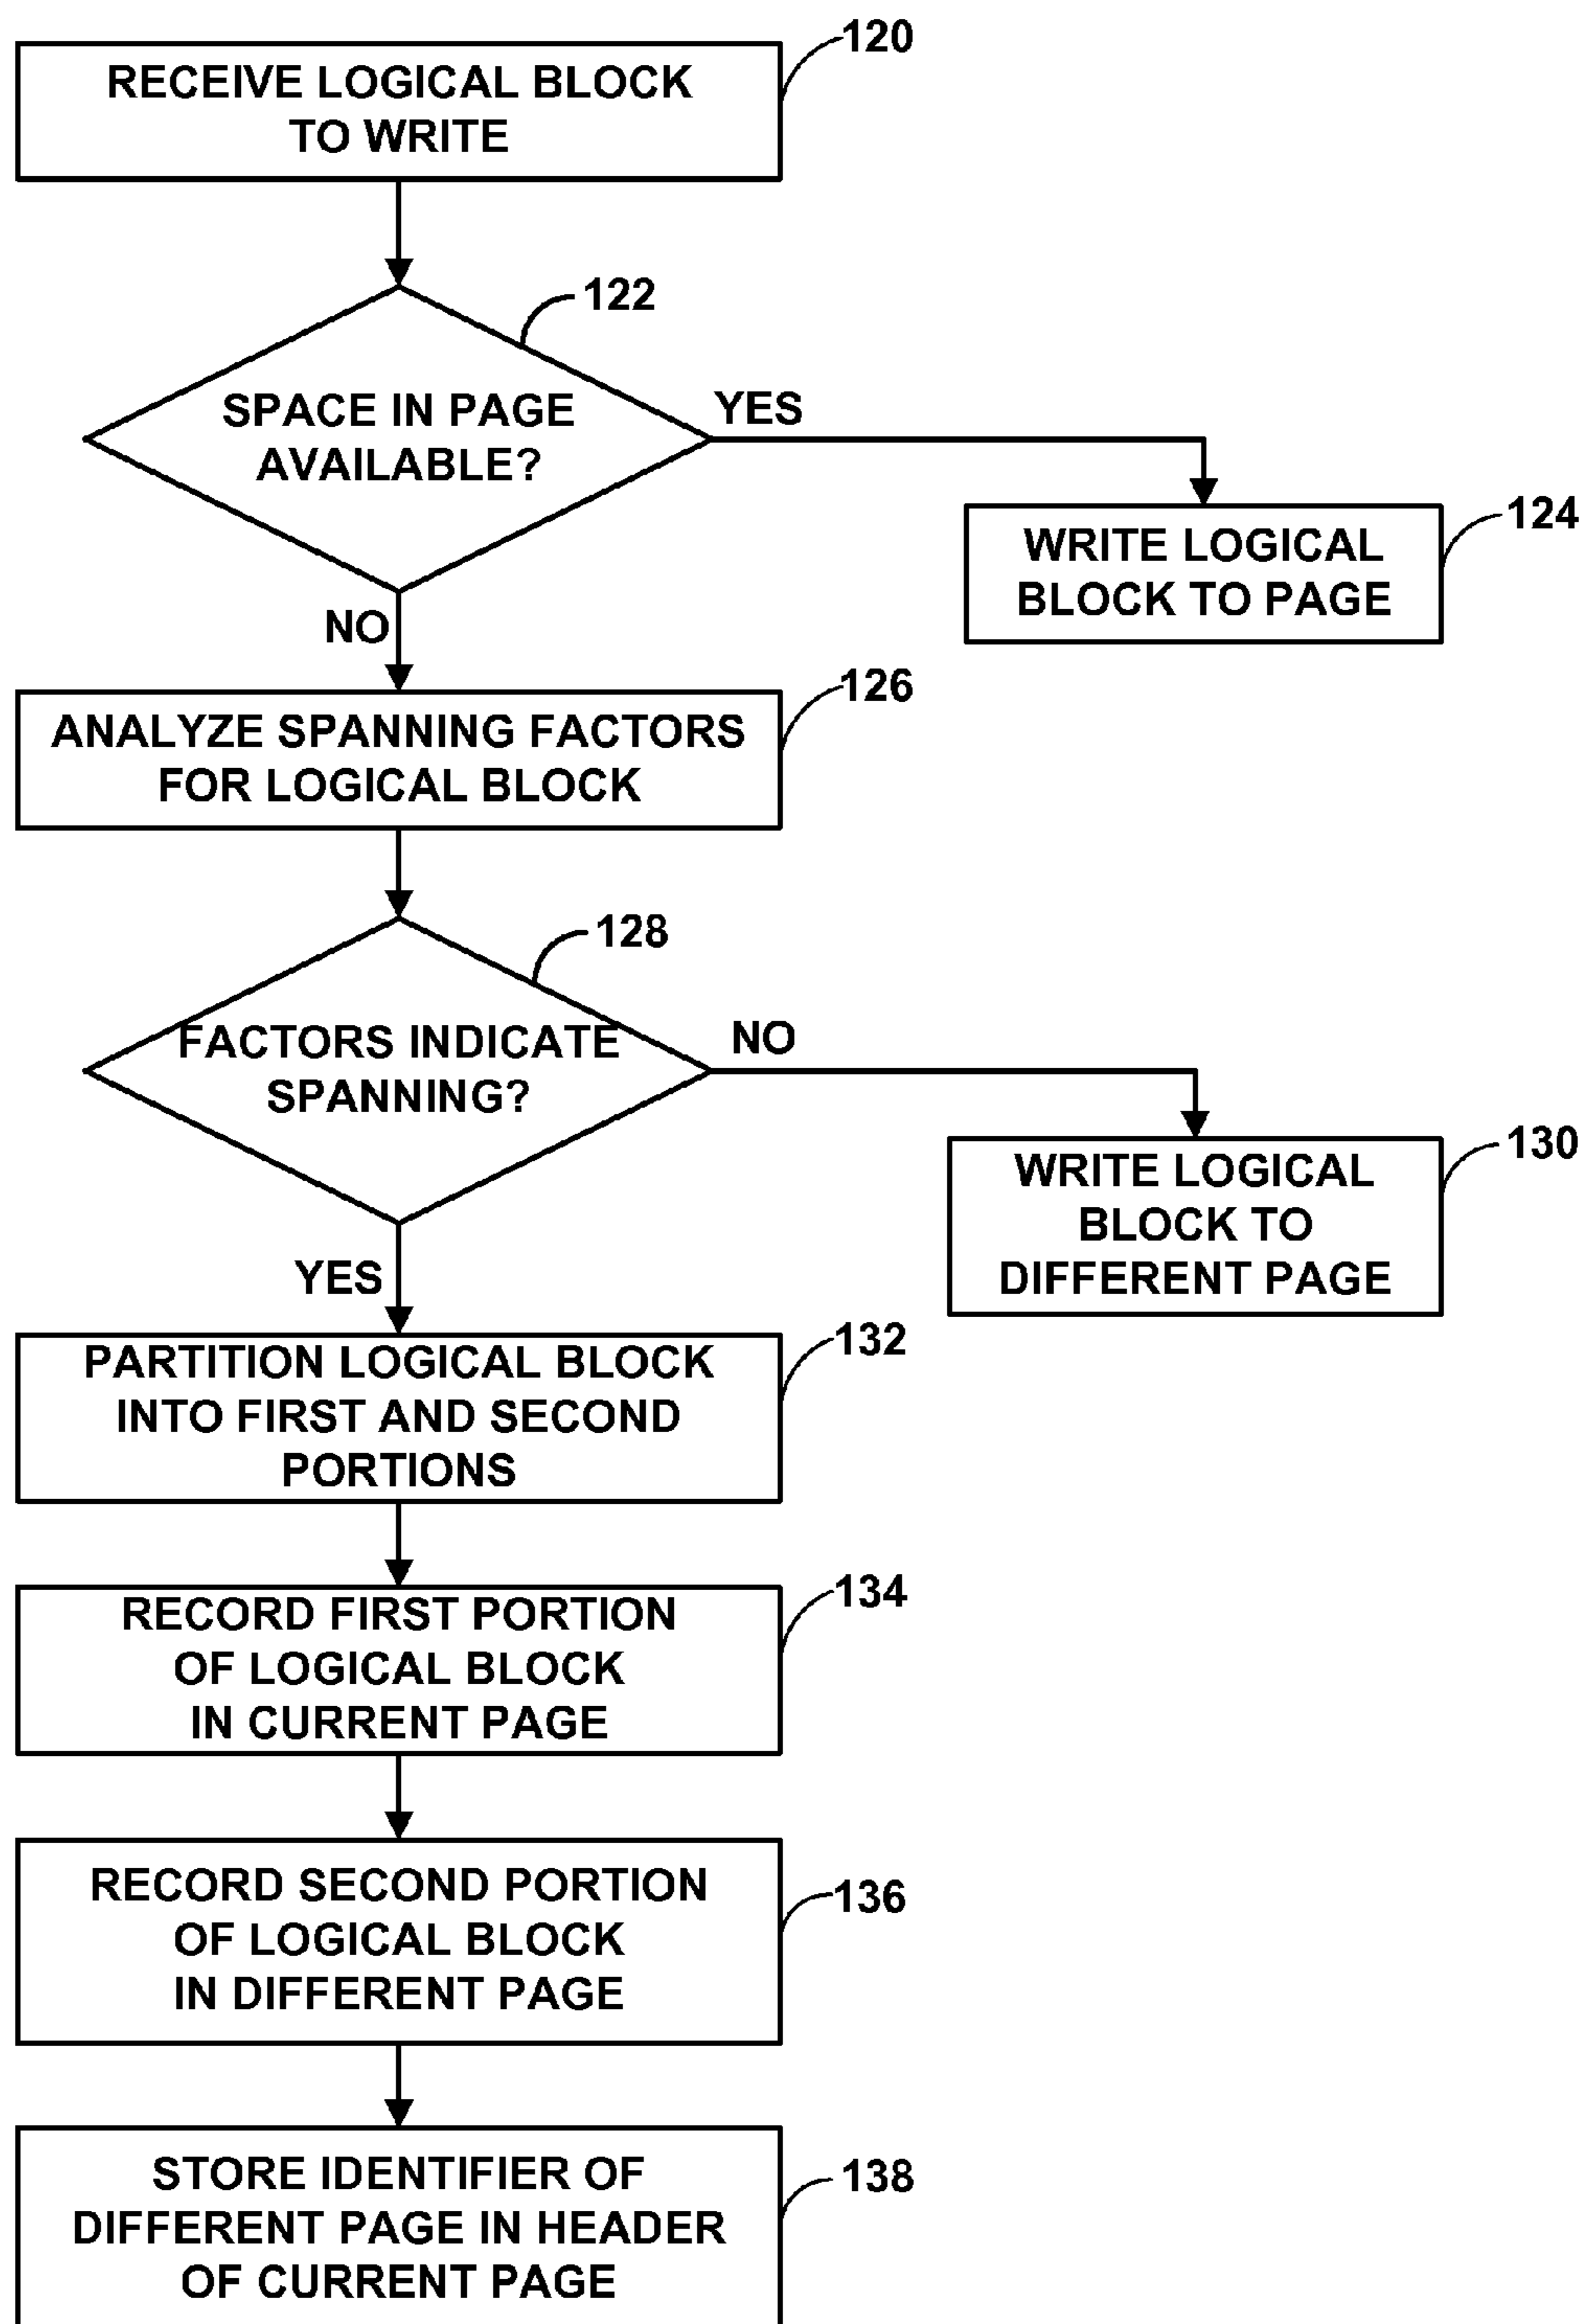 120
RECEIVE LOGICAL BLOCK
TO WRITE
122
SPACE IN PAGE
AVAILABLE?
YES
124
WRITE LOGICAL
BLOCK TO PAGE
NO
126
ANALYZE SPANNING FACTORS
FOR LOGICAL BLOCK
128
FACTORS INDICATE
SPANNING?
NO
130
WRITE LOGICAL
BLOCK TO
DIFFERENT PAGE
YES
132
PARTITION LOGICAL BLOCK
INTO FIRST AND SECOND
PORTIONS
134
RECORD FIRST PORTION
OF LOGICAL BLOCK
IN CURRENT PAGE
136
RECORD SECOND PORTION
OF LOGICAL BLOCK
IN DIFFERENT PAGE
138
STORE IDENTIFIER OF
DIFFERENT PAGE IN HEADER
OF CURRENT PAGE